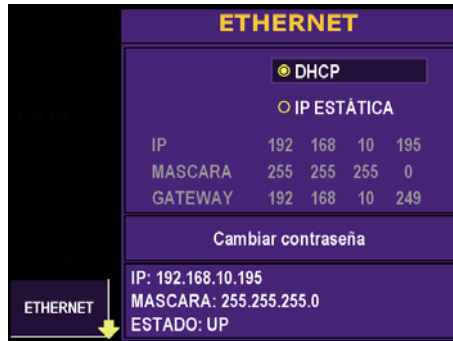 ETHERNET
DHCP
IP ESTÁTICA
IP 192 168 10 195
MASCARA 255 255 255 0
GATEWAY 192 168 10 249
Cambiar contraseña
IP: 192.168.10.195
MASCARA: 255.255.255.0
ESTADO: UP
ETHERNET